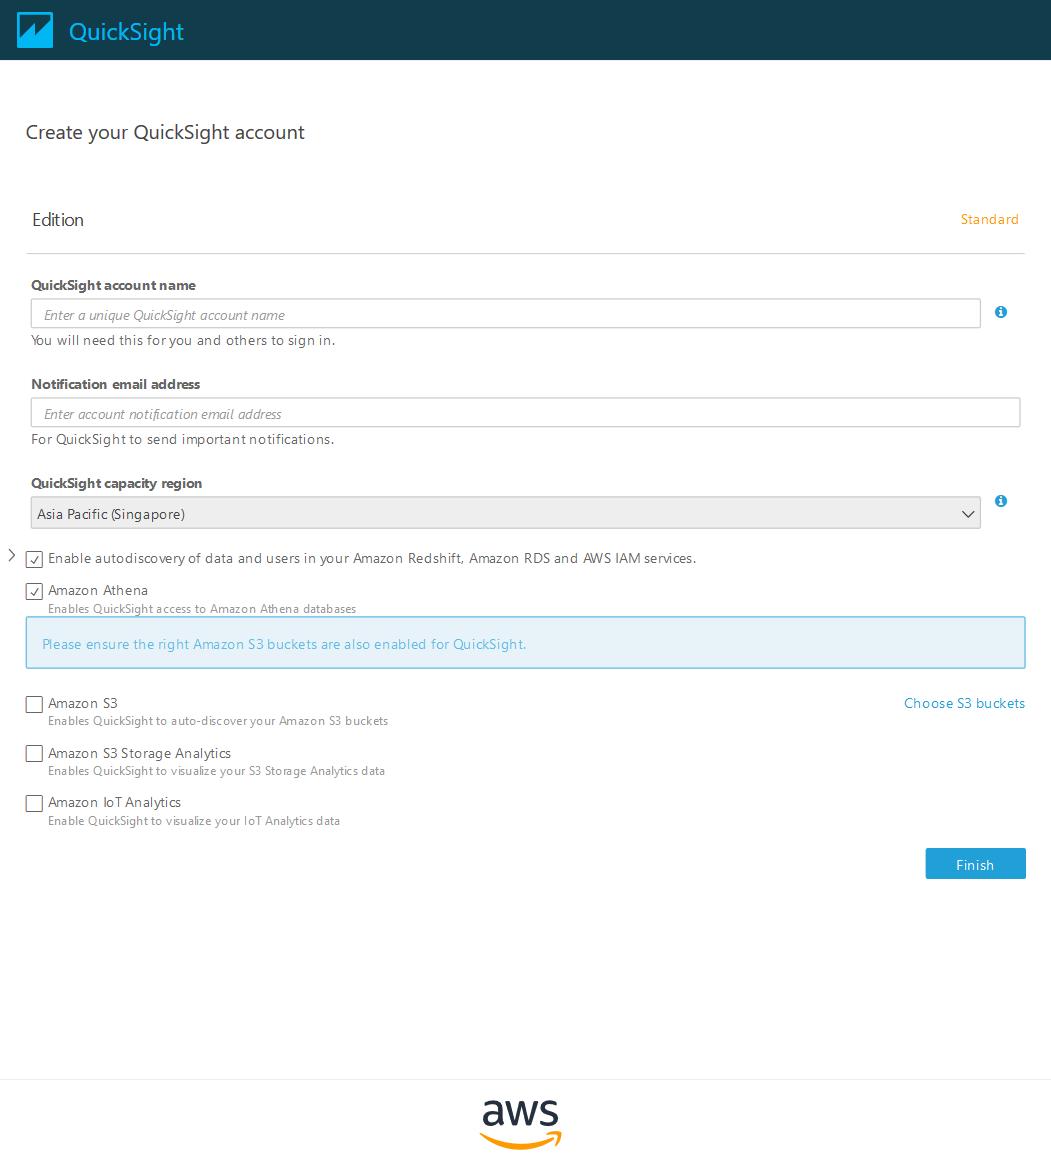 QuickSight
Create your QuickSight account
Edition
Standard
QuickSight account name
Enter a unique QuickSight account name
You will need this for you and others to sign in.
Notification email address
Enter account notification email address
For QuickSight to send important notifications.
QuickSight capacity region
Asia Pacific (Singapore)
Enable autodiscovery of data and users in your Amazon Redshift, Amazon RDS and AWS IAM services.
Amazon Athena
Enables QuickSight access to Amazon Athena databases
Please ensure the right Amazon S3 buckets are also enabled for QuickSight.
Amazon S3
Choose S3 buckets
Enables QuickSight to auto-discover your Amazon S3 buckets
Amazon S3 Storage Analytics
Enables QuickSight to visualize your S3 Storage Analytics data
Amazon IoT Analytics
Enable QuickSight to visualize your IoT Analytics data
Finish
aws